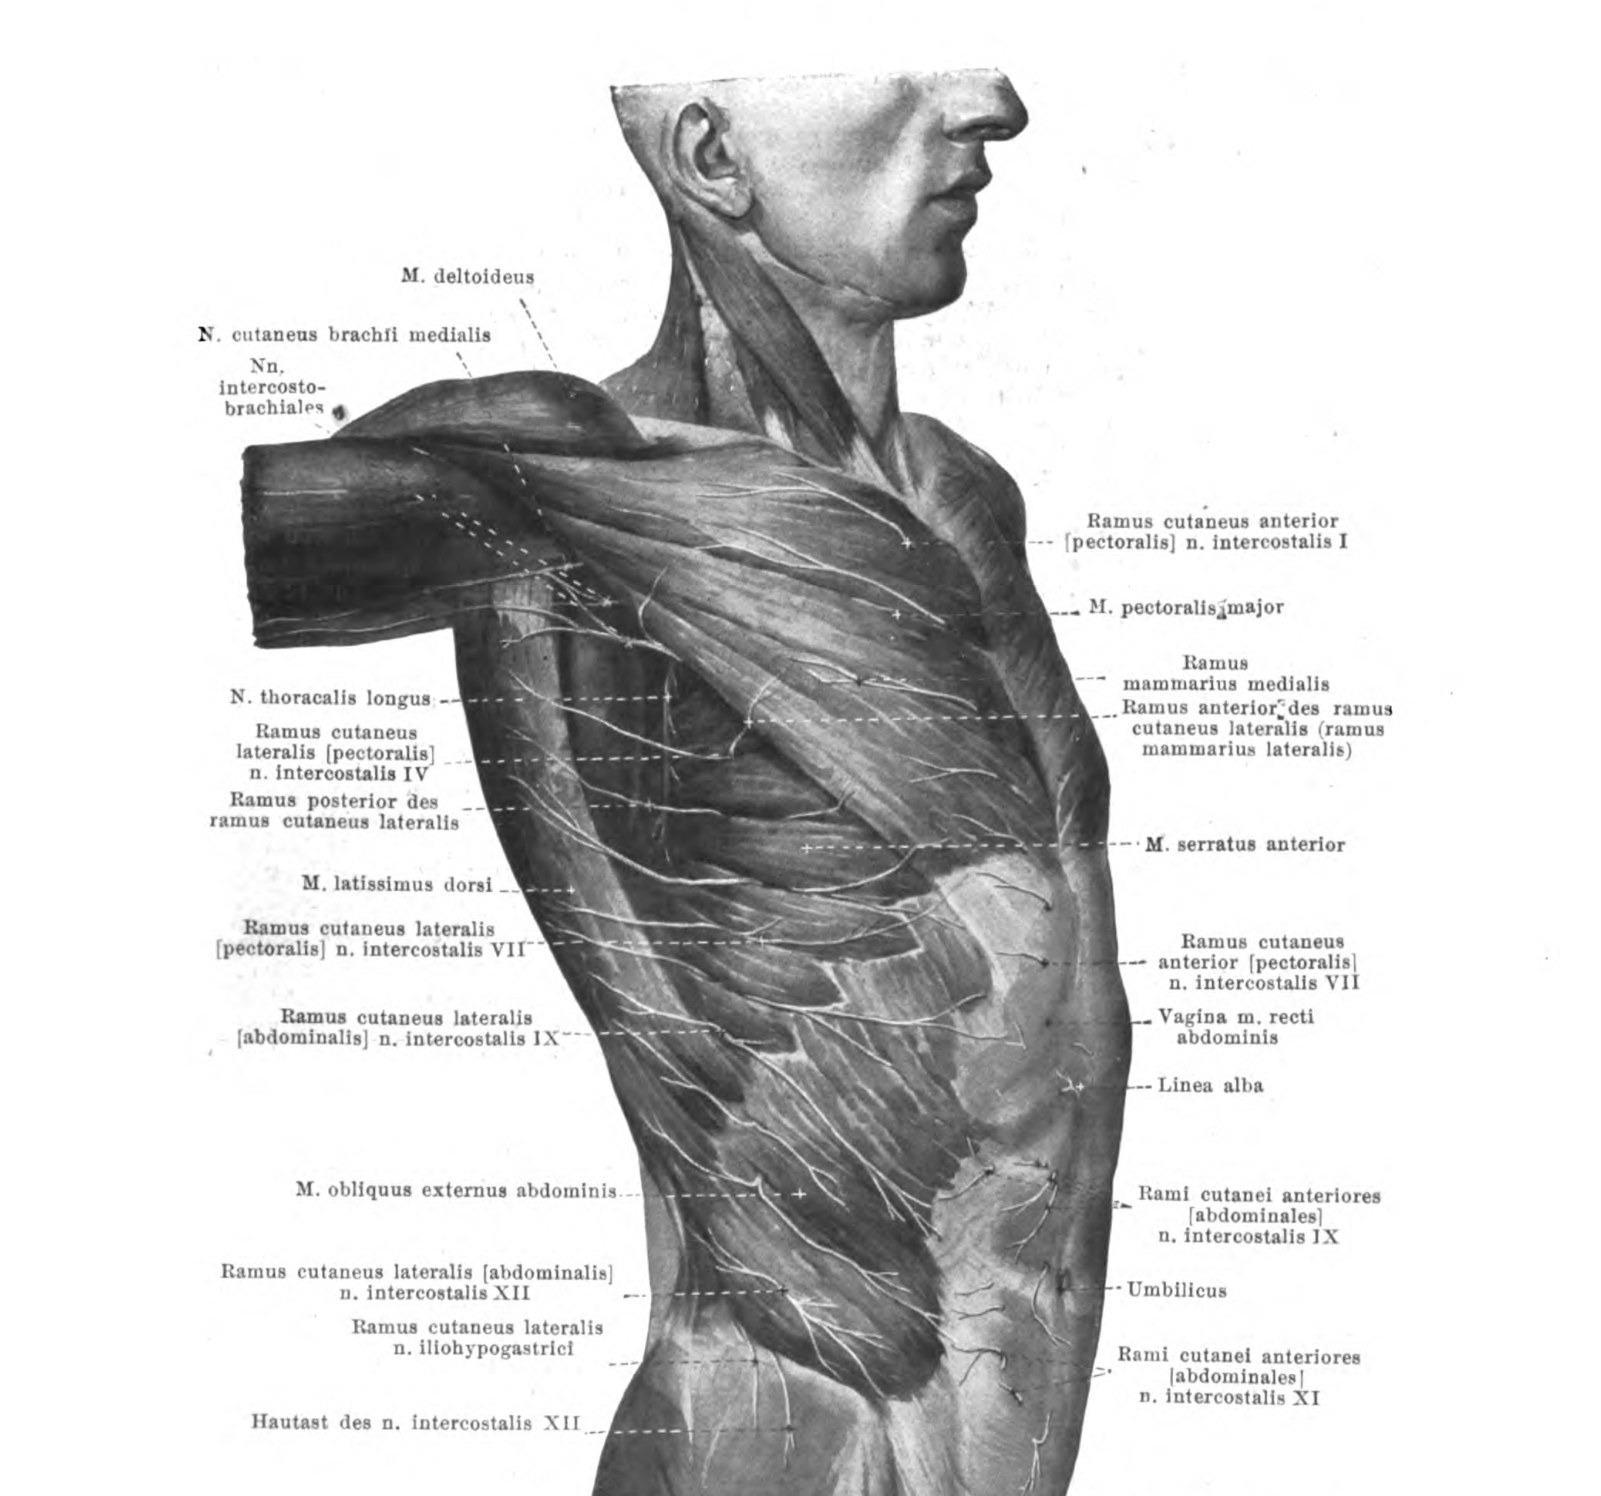 M. deltoideus
N. cutaneus brachii medialis
Nn.
intercosto-
brachiales
N. thoracalis longus
Ramus cutaneus
lateralis [pectoralis]
n. intercostalis IV
Ramus posterior des
ramus cutaneus lateralis
M. latissimus dorsi
Ramus cutaneus lateralis
[pectoralis] n. intercostalis VII
Ramus cutaneus lateralis
[abdominalis] n. intercostalis IX
M. obliquus externus abdominis
Ramus cutaneus lateralis [abdominalis]
n. intercostalis XII
Ramus cutaneus lateralis
n. iliohypogastrici
Hautast des n. intercostalis XII
Ramus cutaneus anterior
[pectoralis] n. intercostalis I
M. pectoralis major
Ramus
mammarius medialis
Ramus anterior des ramus
cutaneus lateralis (ramus
mammarius lateralis)
M. serratus anterior
Ramus cutaneus
anterior [pectoralis]
n. intercostalis VII
Vagina m. recti
abdominis
Linea alba
Rami cutanei anteriores
[abdominales]
n. intercostalis IX
Umbilicus
Rami cutanei anteriores
[abdominales]
n. intercostalis XI